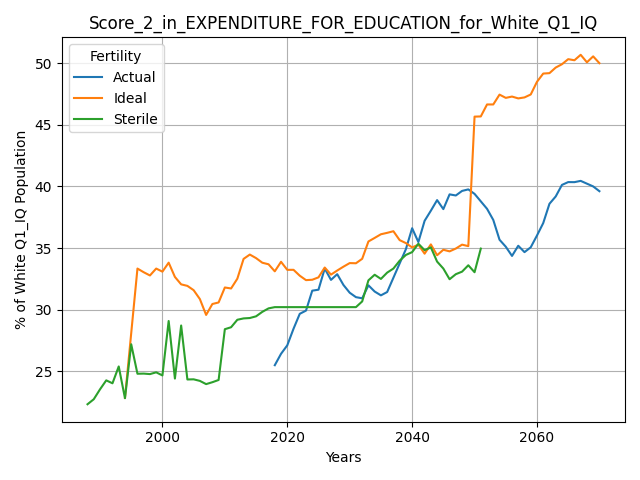 Score_2_in_EXPENDITURE_FOR_EDUCATION_for_White_Q1_IQ
Fertility
Actual
Ideal
Sterile
% of White Q1_IQ Population
50
45
40
35
30
25
2000
2020
2040
2060
Years